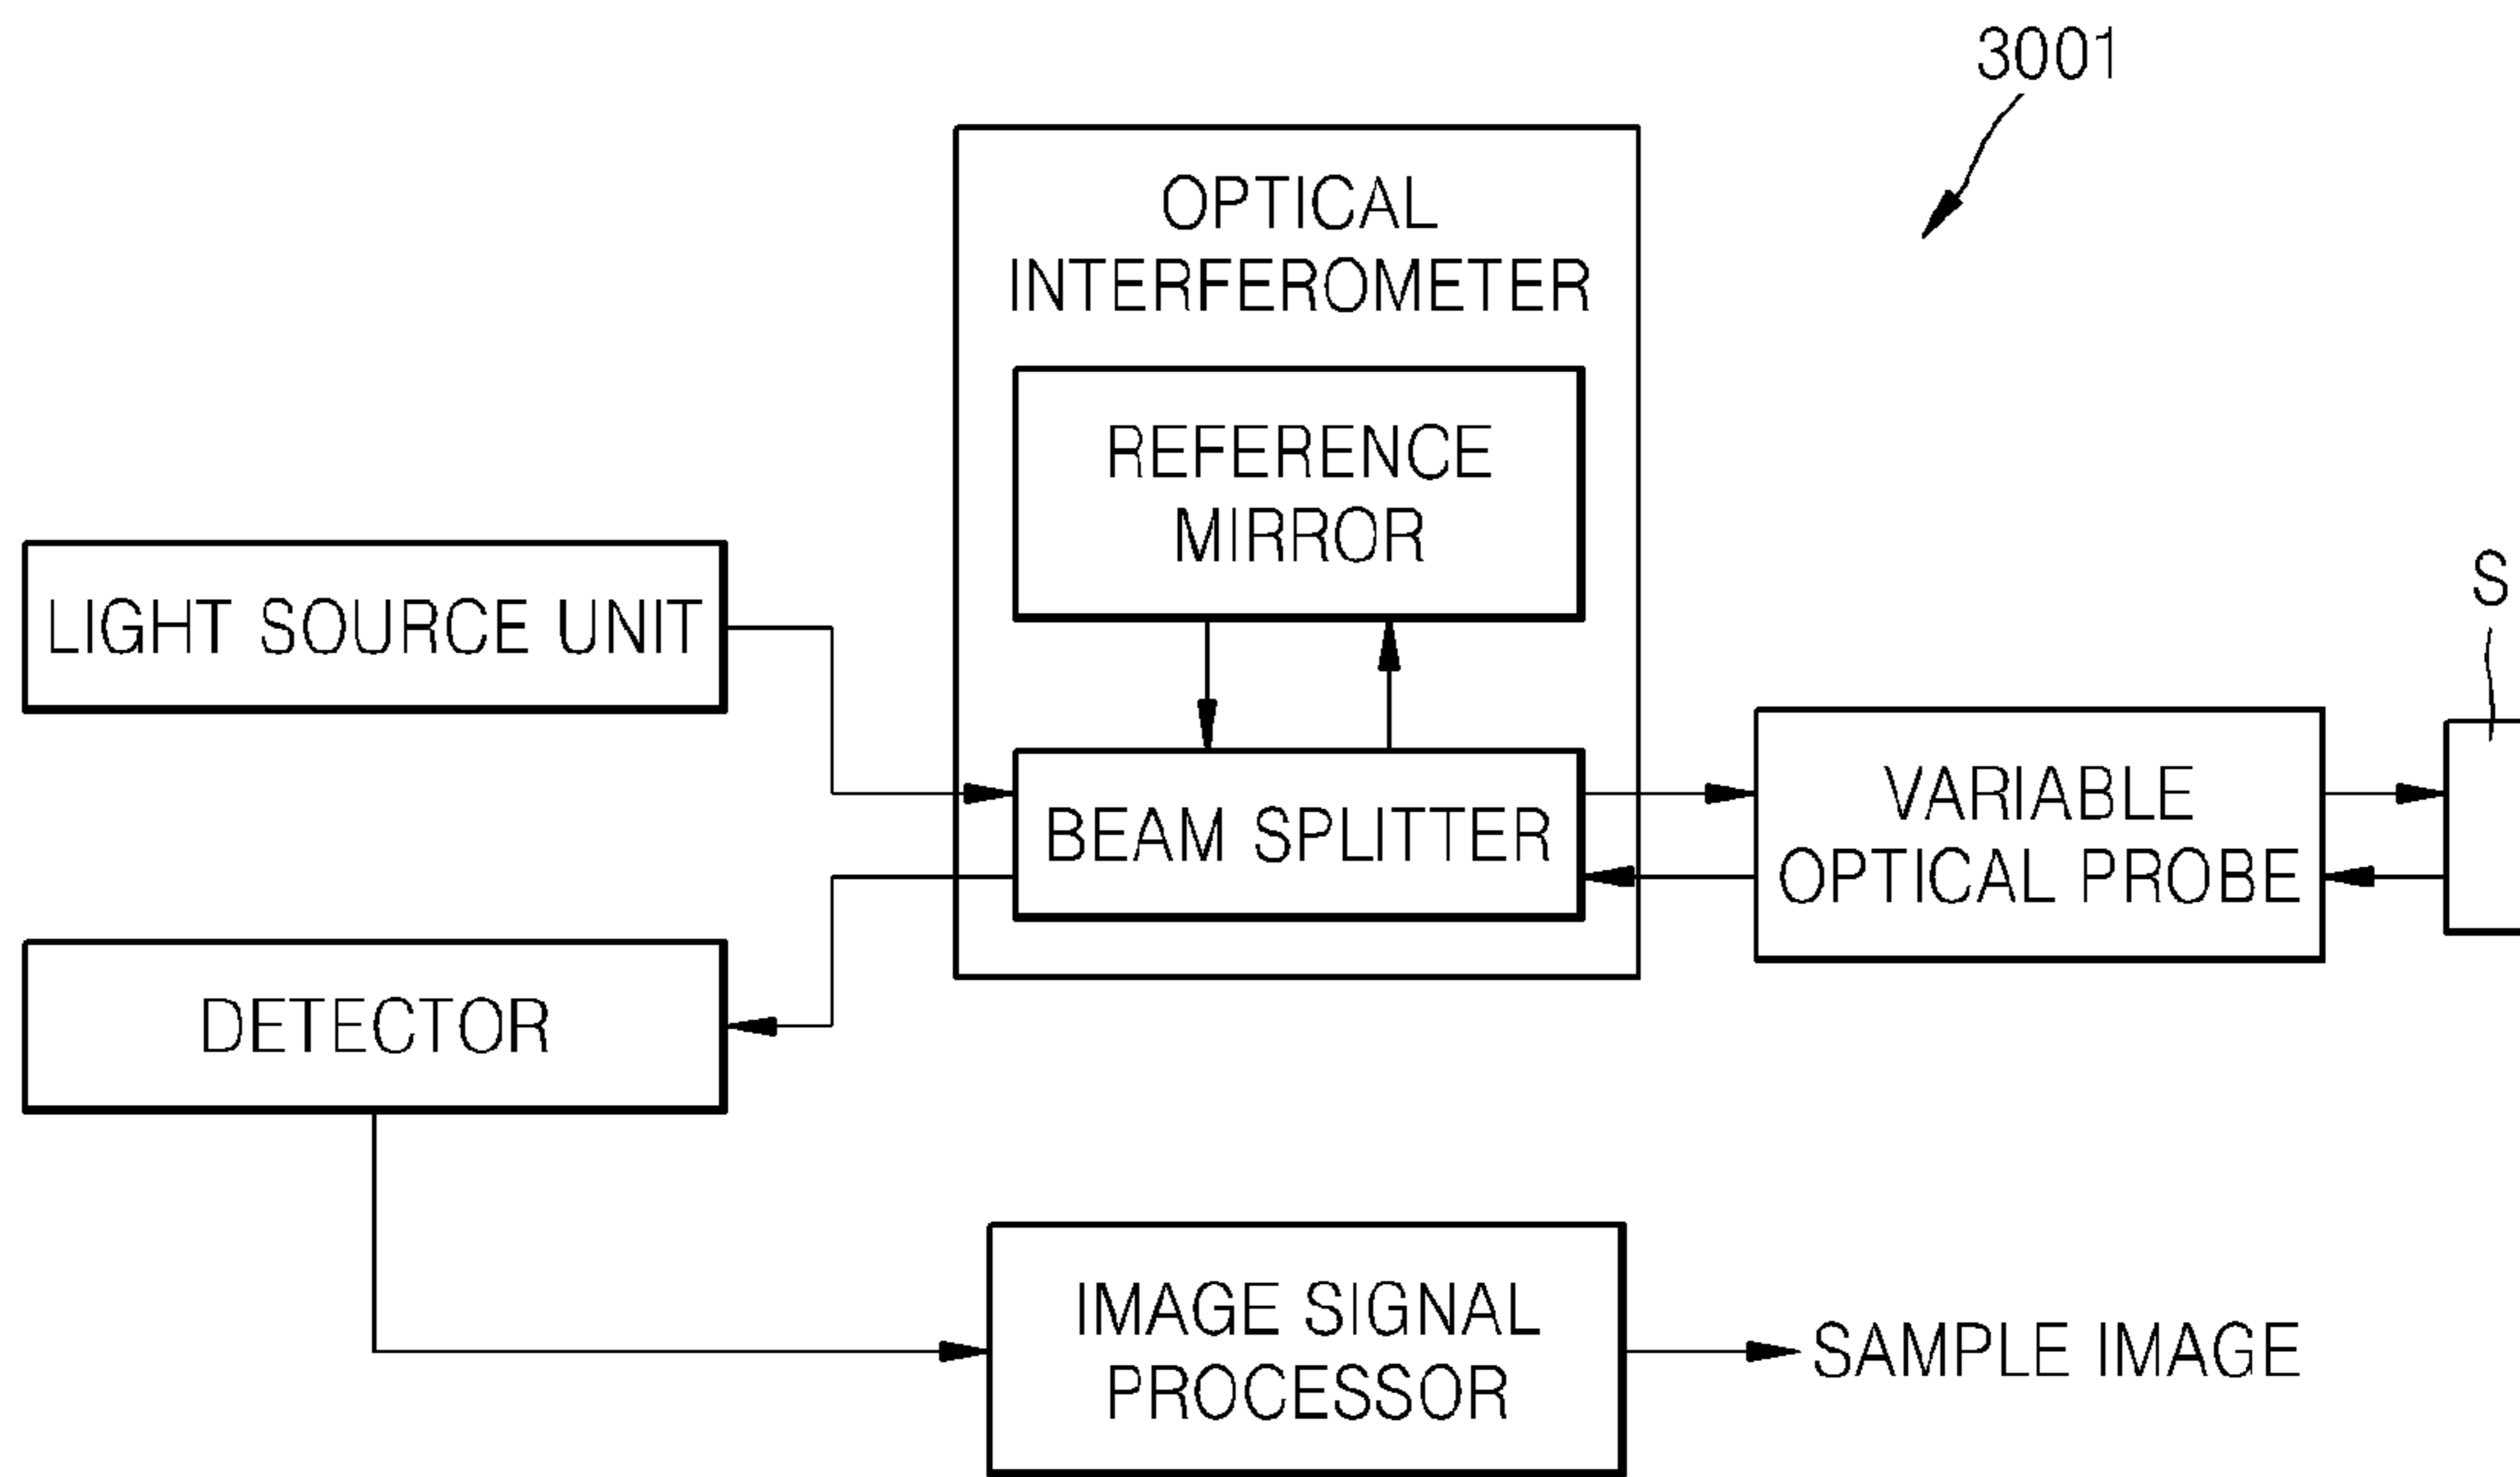 3001
OPTICAL
INTERFEROMETER
REFERENCE
MIRROR
LIGHT SOURCE UNIT
S
BEAM SPLITTER
VARIABLE
OPTICAL PROBE
DETECTOR
IMAGE SIGNAL
PROCESSOR
SAMPLE IMAGE